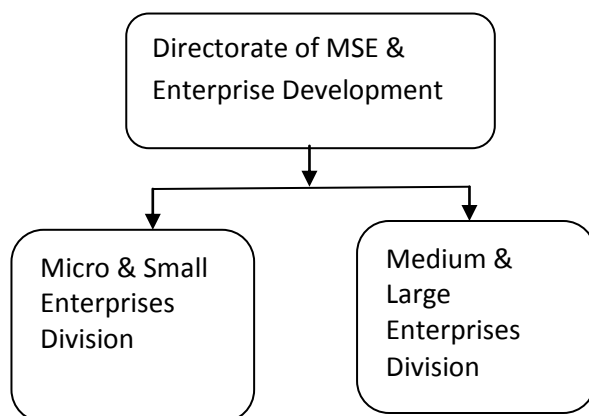 Directorate of MSE &
Enterprise Development
Micro & Small
Enterprises
Division
Medium &
Large
Enterprises
Division